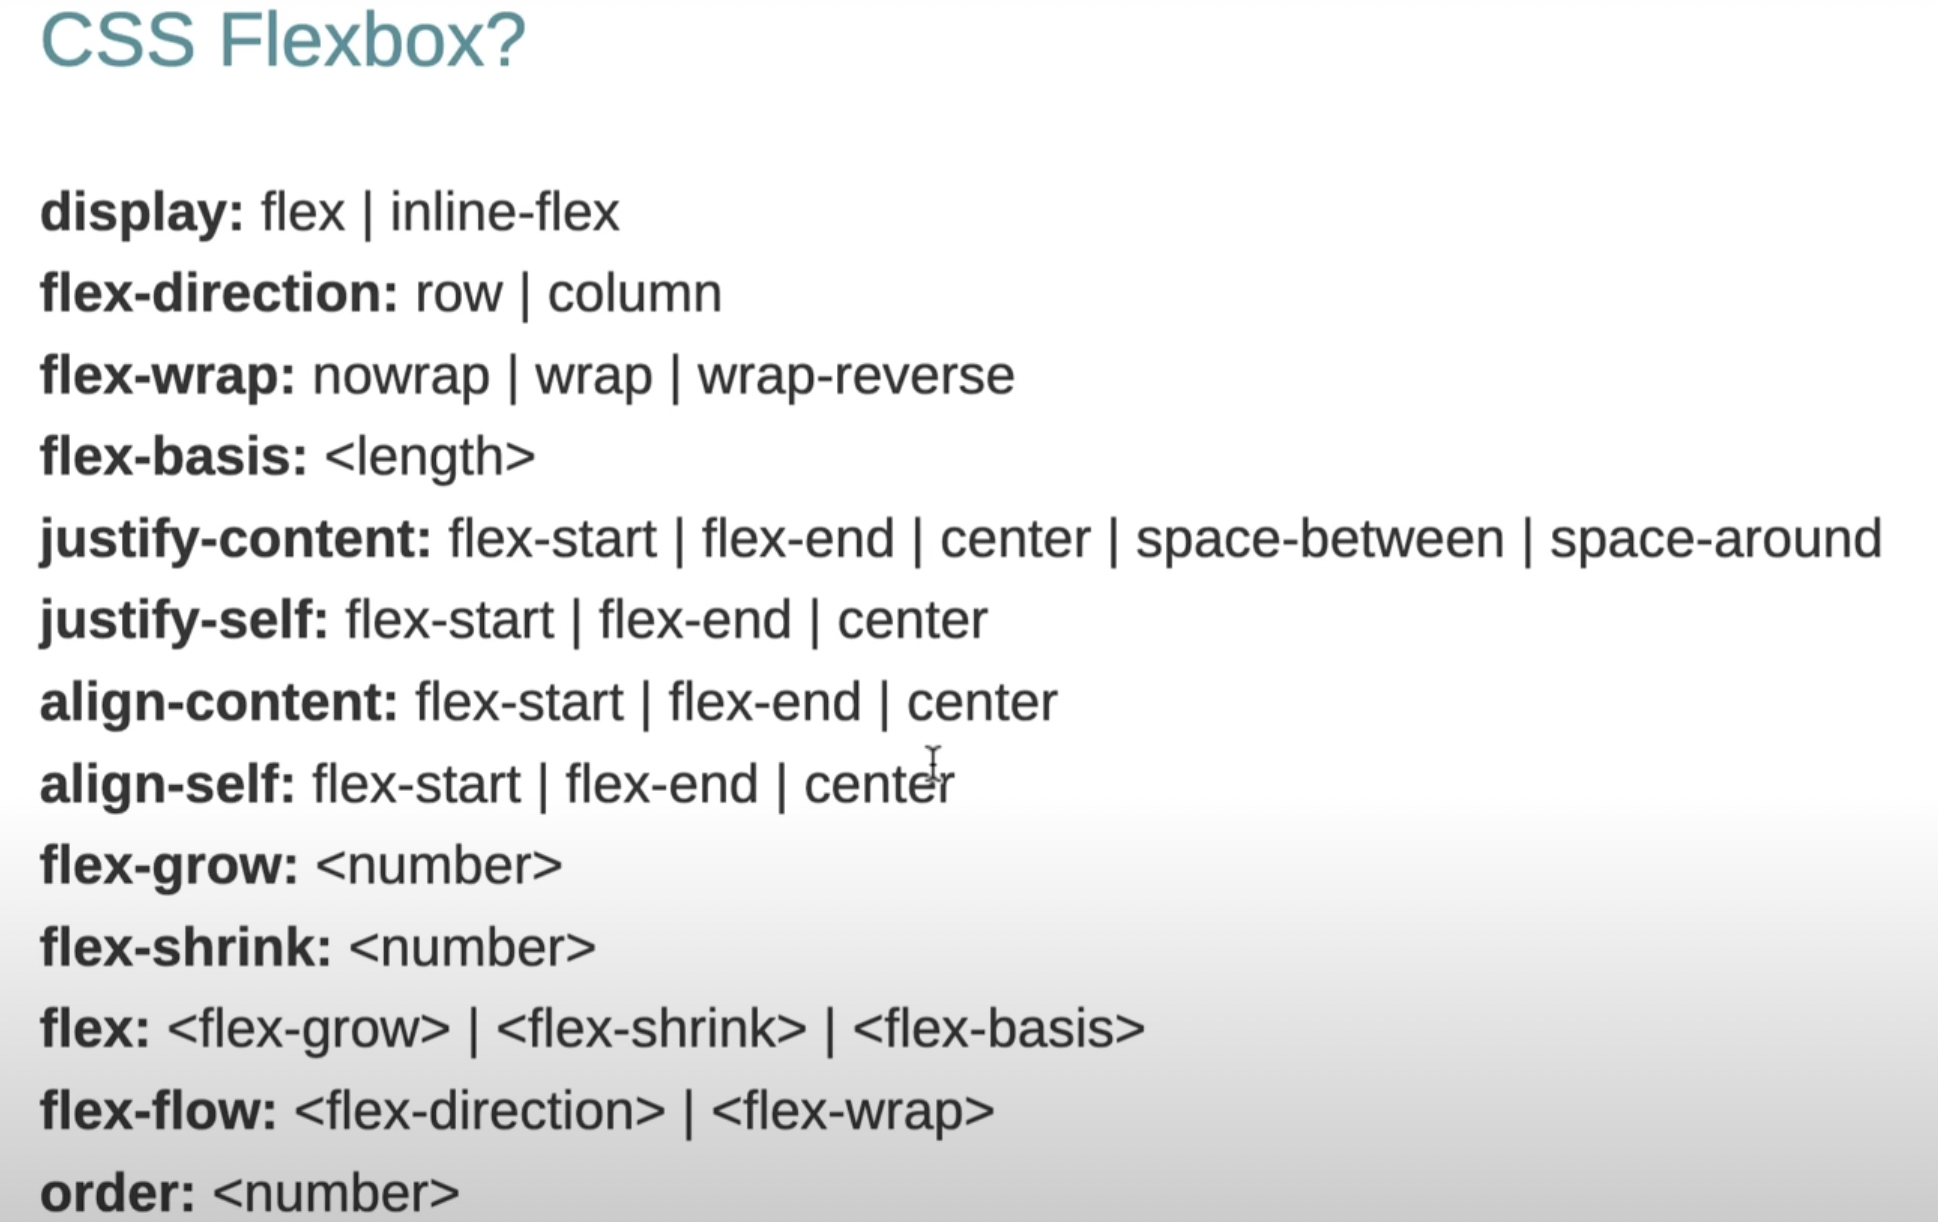 CSS Flexbox?
display: flex | inline-flex
flex-direction: row | column
flex-wrap: nowrap | wrap | wrap-reverse
flex-basis: <length>
justify-content: flex-start | flex-end | center | space-between | space-around
justify-self: flex-start | flex-end | center
align-content: flex-start | flex-end | center
align-self: flex-start | flex-end | center
flex-grow: <number>
flex-shrink: <number>
flex: <flex-grow> | <flex-shrink> | <flex-basis>
flex-flow: <flex-direction> | <flex-wrap>
order: <number>